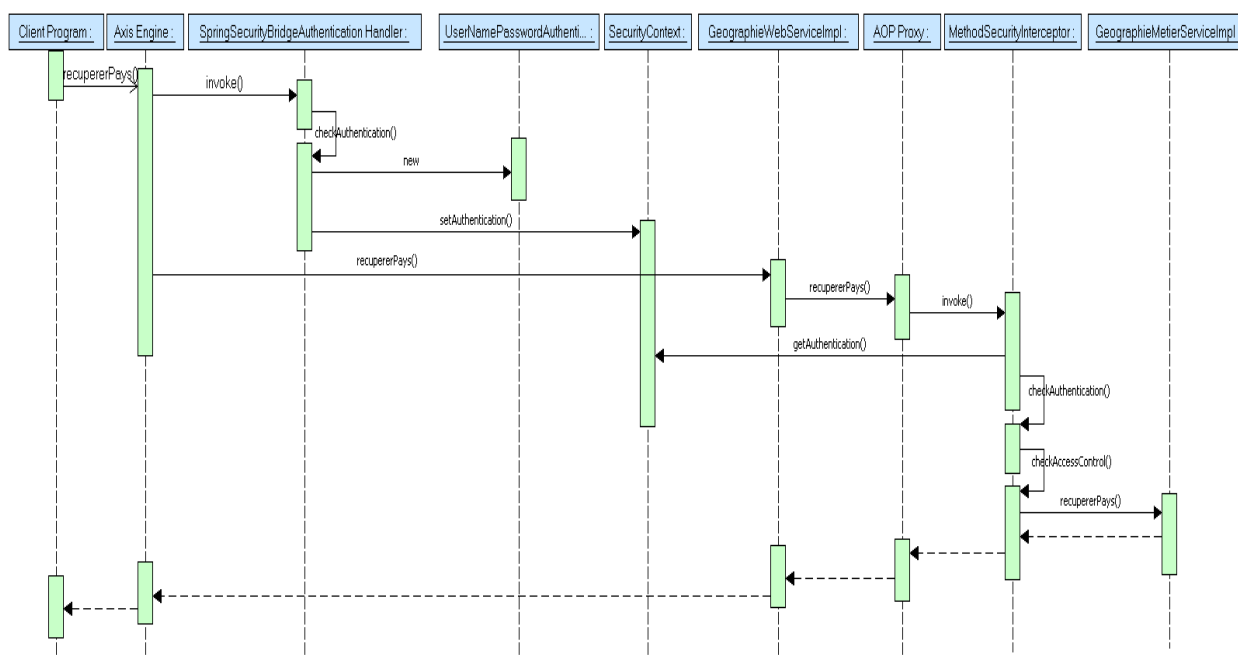 Client Program :
Axis Engine :
SpringSecurityBridgeAuthentication Handler :
UserNamePasswordAuthenti... :
SecurityContext :
GeographieWebServiceImpl :
AOP Proxy :
MethodSecurityInterceptor :
GeographieMetierServiceImpl :
recupererPays()
invoke()
checkAuthentication()
new
setAuthentication()
recupererPays()
recupererPays()
invoke()
getAuthentication()
checkAuthentication()
checkAccessControl()
recupererPays()